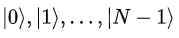 |0⟩, |1⟩, . . . , |N − 1⟩